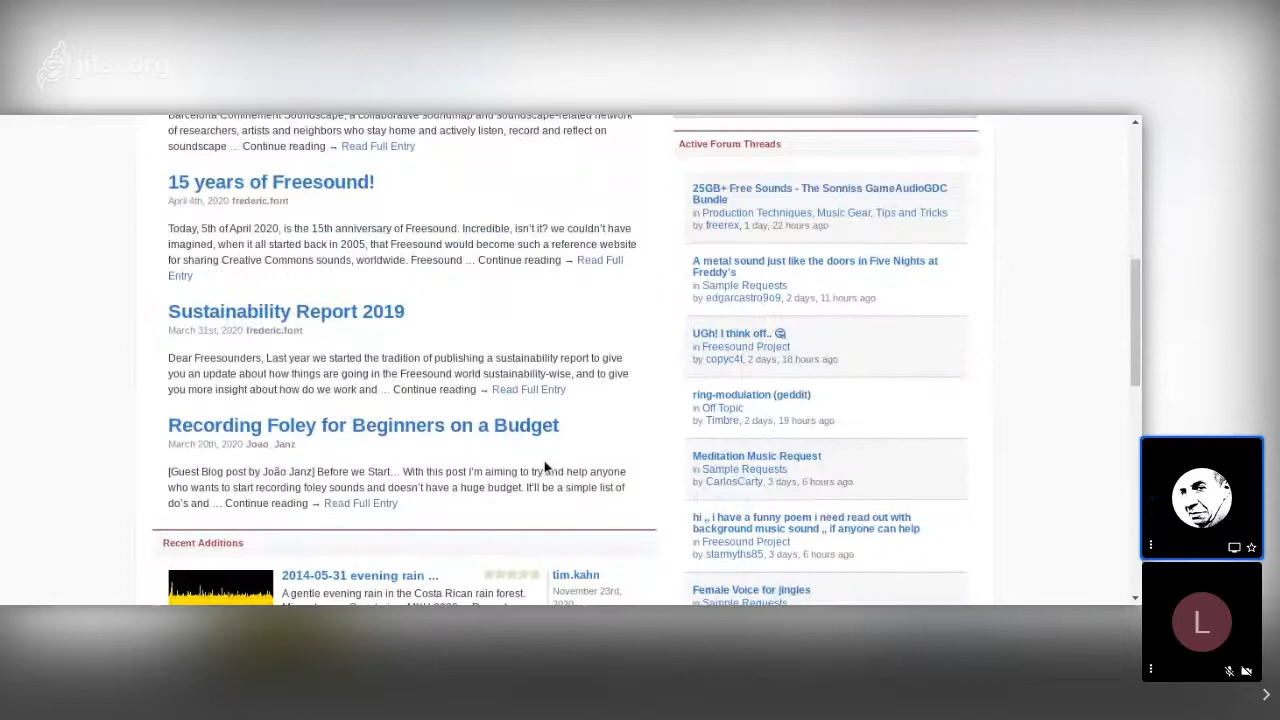 jitsi.org
Barcelona Confinement Soundscape, a collaborative soundmap and soundscape-related network
of researchers, artists and neighbors who stay home and actively listen, record and reflect on
soundscape … Continue reading → Read Full Entry
15 years of Freesound!
April 4th, 2020 frederic.font
Today, 5th of April 2020, is the 15th anniversary of Freesound. Incredible, isn't it? we couldn't have
imagined, when it all started back in 2005, that Freesound would become such a reference website
for sharing Creative Commons sounds, worldwide. Freesound … Continue reading → Read Full
Entry
Sustainability Report 2019
March 31st, 2020 frederic.font
Dear Freesounders, Last year we started the tradition of publishing a sustainability report to give
you an update about how things are going in the Freesound world sustainability-wise, and to give
you more insight about how do we work and … Continue reading → Read Full Entry
Recording Foley for Beginners on a Budget
March 20th, 2020 Joao_Janz
[Guest Blog post by João Janz] Before we Start… With this post I'm aiming to try and help anyone
who wants to start recording foley sounds and doesn't have a huge budget. It'll be a simple list of
do's and … Continue reading → Read Full Entry
Recent Additions
2014-05-31 evening rain ...
A gentle evening rain in the Costa Rican rain forest.
tim.kahn
November 23rd,
2020
Active Forum Threads
25GB+ Free Sounds - The Sonniss GameAudioGDC
Bundle
in Production Techniques, Music Gear, Tips and Tricks
by freerex, 1 day, 22 hours ago
A metal sound just like the doors in Five Nights at
Freddy's
in Sample Requests
by edgarcastro9o9, 2 days, 11 hours ago
UGh! I think off.. 🤔
in Freesound Project
by copyc4t, 2 days, 18 hours ago
ring-modulation (geddit)
in Off Topic
by Timbre, 2 days, 19 hours ago
Meditation Music Request
in Sample Requests
by CarlosCarty, 3 days, 6 hours ago
hi ,, i have a funny poem i need read out with
background music sound ,, if anyone can help
in Freesound Project
by starmyths85, 3 days, 6 hours ago
Female Voice for jingles
in Sample Requests
L